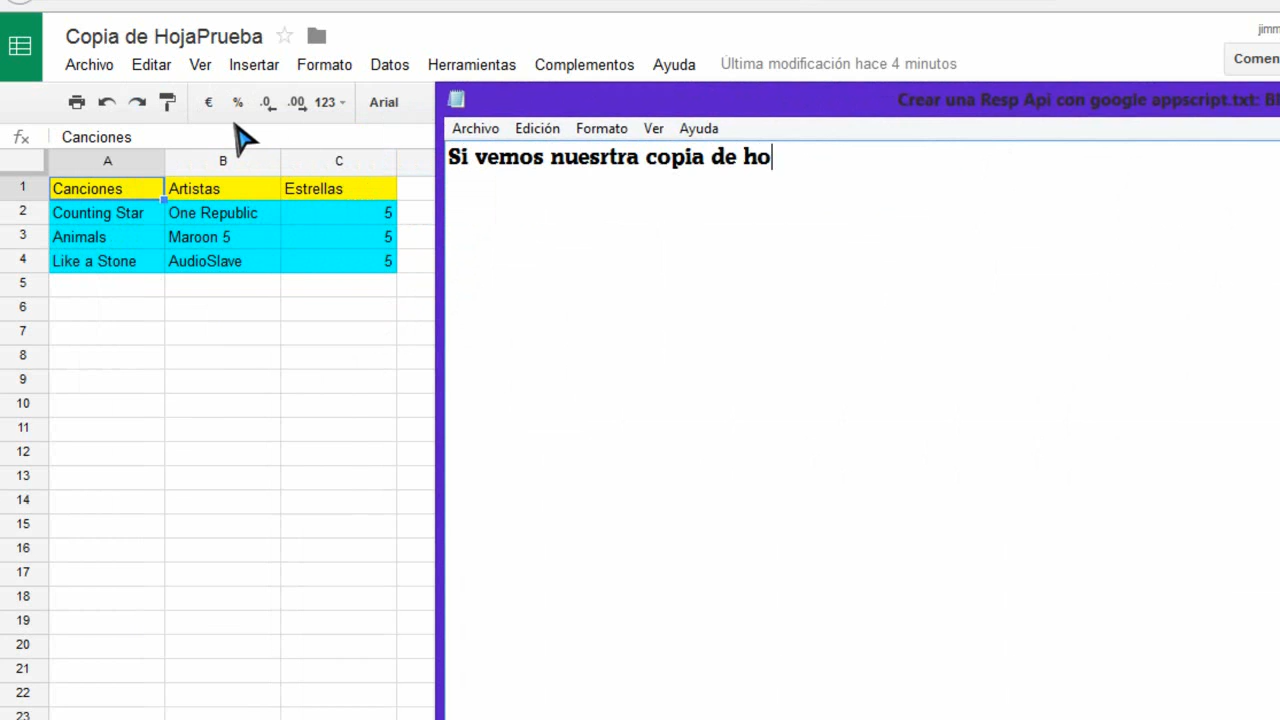 Copia de HojaPrueba
jimm
Archivo Editar Ver Insertar Formato Datos Herramientas Complementos Ayuda Última modificación hace 4 minutos
Comen
€ % .0 .00 123 Arial
Crear una Resp Api con google appscript.txt: Bl
fx Canciones
Archivo Edición Formato Ver Ayuda
Si vemos nuesrtra copia de ho
A B C
1 Canciones Artistas Estrellas
2 Counting Star One Republic 5
3 Animals Maroon 5 5
4 Like a Stone AudioSlave 5
5
6
7
8
9
10
11
12
13
14
15
16
17
18
19
20
21
22
23